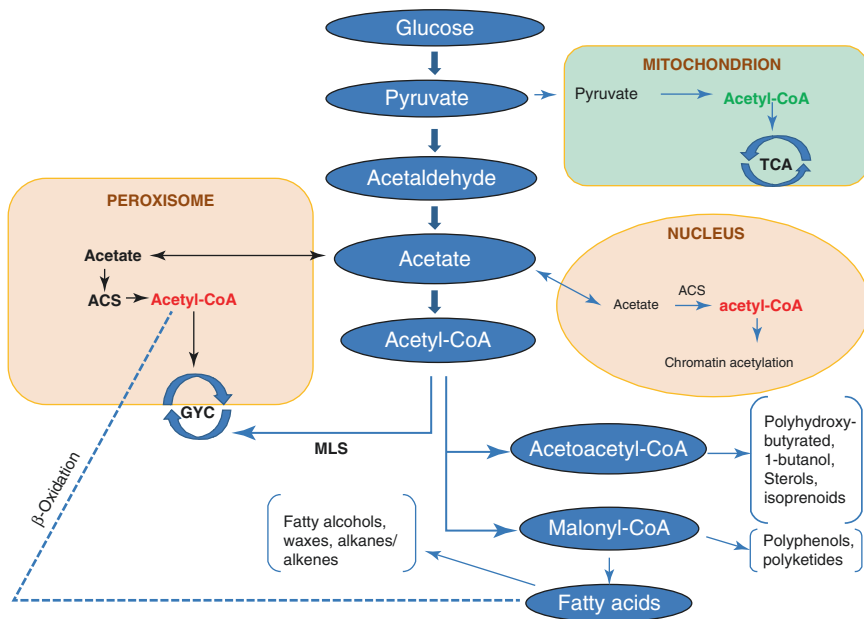 Glucose
MITOCHONDRION
Pyruvate
Pyruvate
Acetyl-CoA
TCA
Acetaldehyde
PEROXISOME
Acetate
ACS
Acetyl-CoA
GYC
Acetate
NUCLEUS
Acetate
ACS
acetyl-CoA
Chromatin acetylation
Acetyl-CoA
MLS
β-Oxidation
Acetoacetyl-CoA
Polyhydroxy-
butyrated,
1-butanol,
Sterols,
isoprenoids
Fatty alcohols,
waxes, alkanes/
alkenes
Malonyl-CoA
Polyphenols,
polyketides
Fatty acids